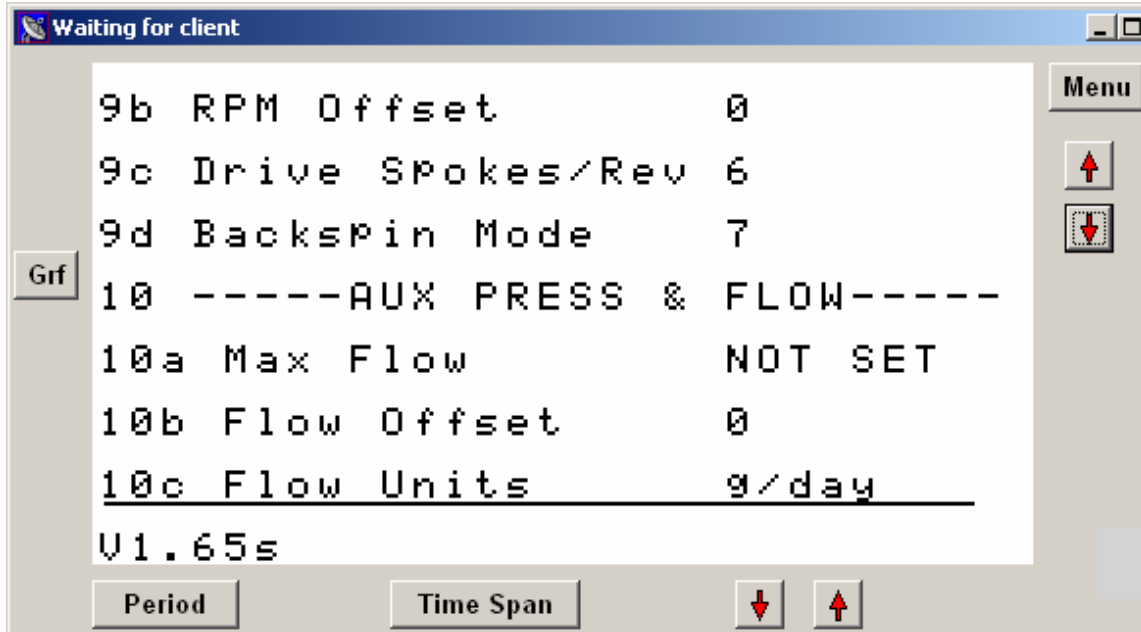 Waiting for client
Menu
9b RPM Offset 0
9c Drive Spokes/Rev 6
9d Backspin Mode 7
Grf
10 -----AUX PRESS & FLOW-----
10a Max Flow NOT SET
10b Flow Offset 0
10c Flow Units g/day
V1.65s
Period Time Span